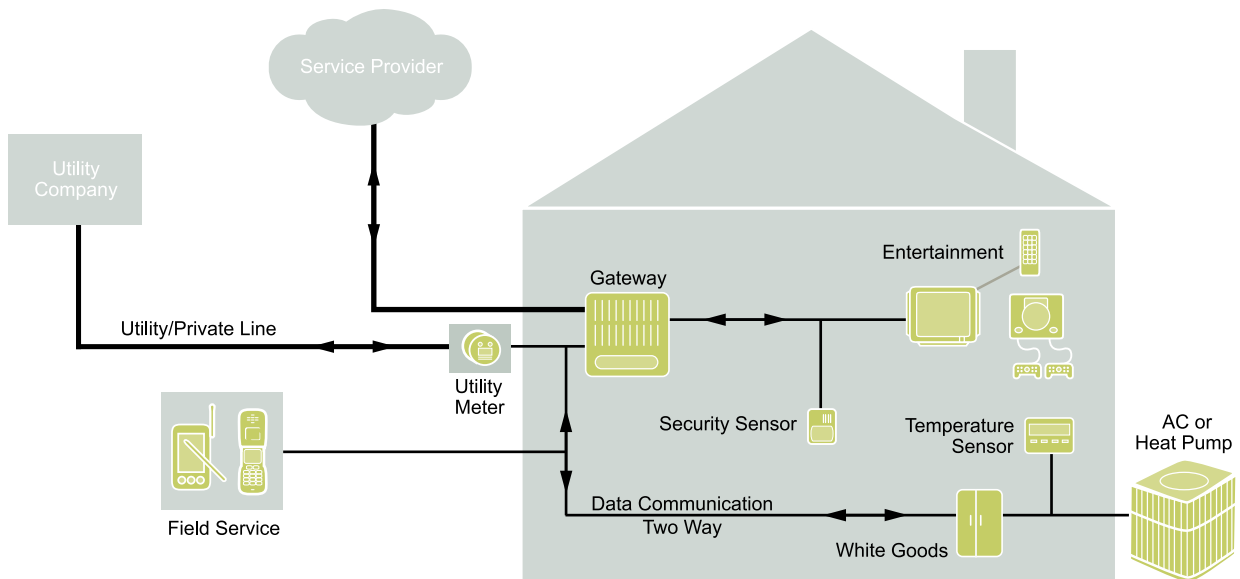 Service Provider
Utility
Company
Entertainment
Gateway
Utility/Private Line
Utility
Meter
Security Sensor
Temperature
Sensor
AC or
Heat Pump
Data Communication
Two Way
Field Service
White Goods